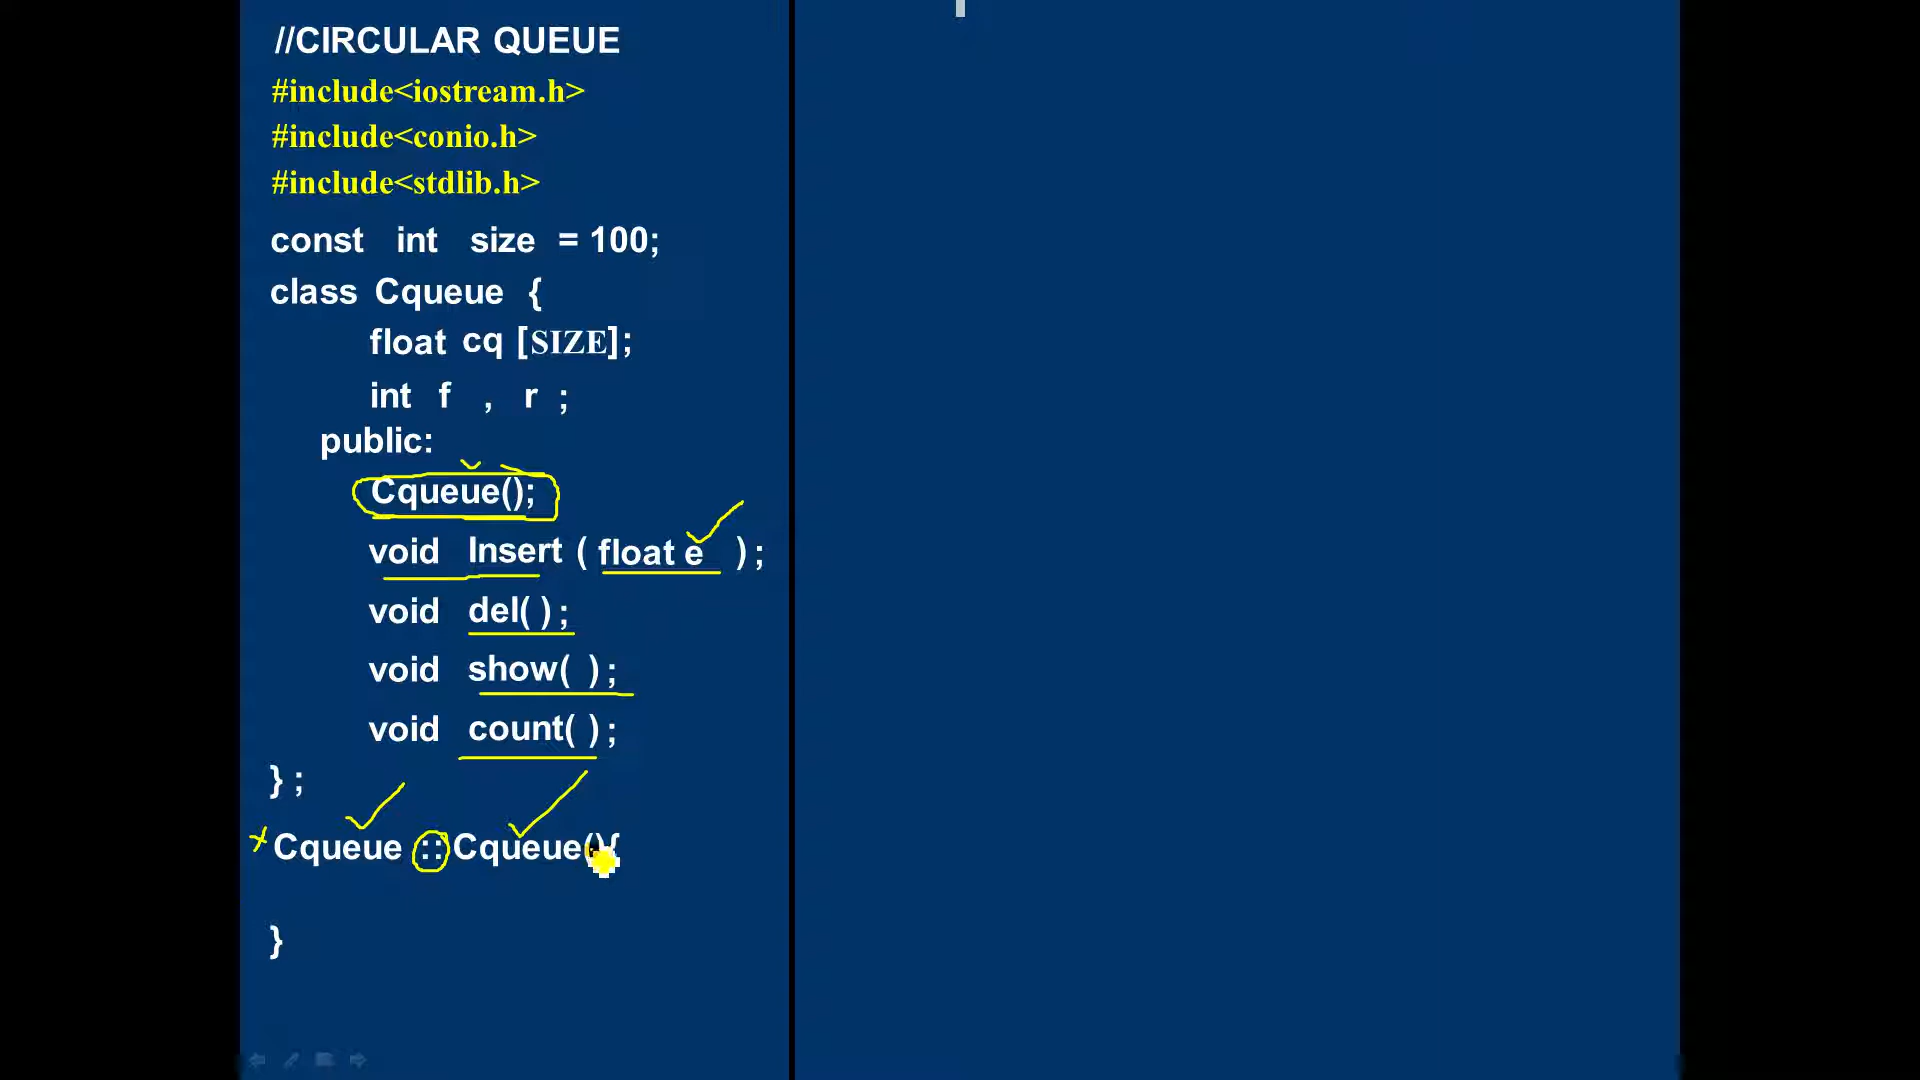 //CIRCULAR QUEUE
#include<iostream.h>
#include<conio.h>
#include<stdlib.h>
const int size = 100;
class Cqueue {
float cq [SIZE];
int f , r ;
public:
Cqueue();
void Insert ( float e ) ;
void del( ) ;
void show( ) ;
void count( ) ;
} ;
Cqueue :: Cqueue(){
}